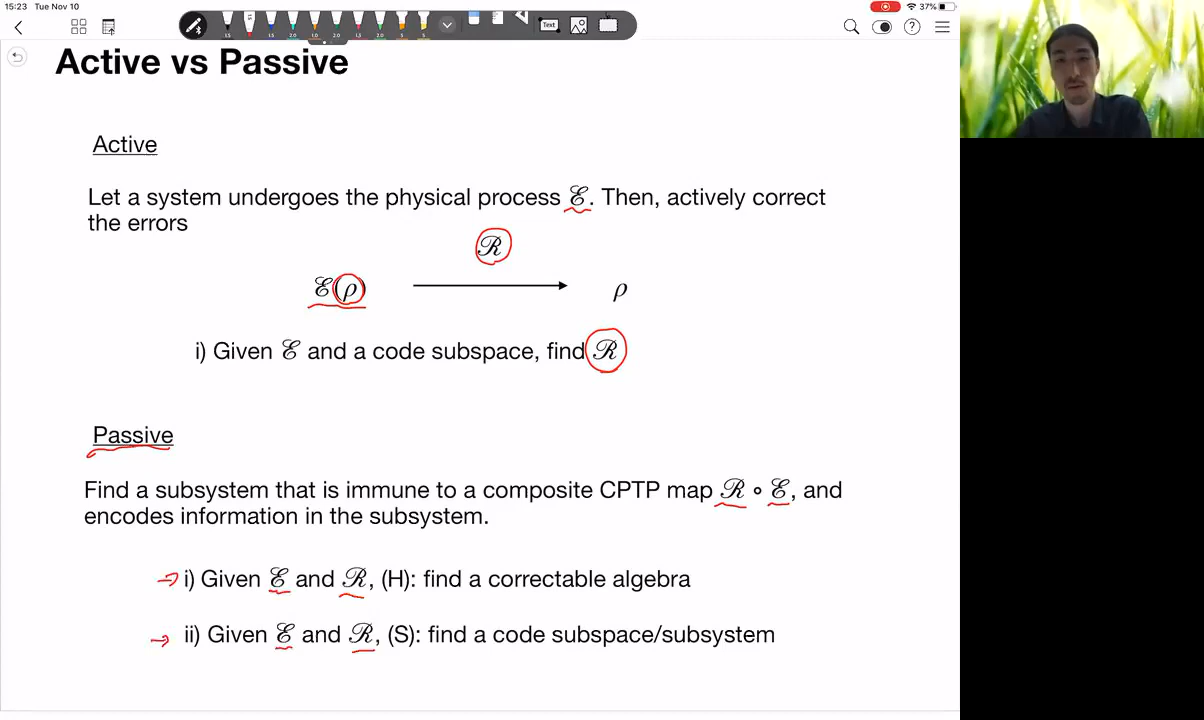 15:23 Tue Nov 10
37%
Text
Active vs Passive
Active
Let a system undergoes the physical process ℰ. Then, actively correct
the errors
ℛ
ℰ(ρ) ρ
i) Given ℰ and a code subspace, find ℛ
Passive
Find a subsystem that is immune to a composite CPTP map ℛ ∘ ℰ, and
encodes information in the subsystem.
→ i) Given ℰ and ℛ, (H): find a correctable algebra
→ ii) Given ℰ and ℛ, (S): find a code subspace/subsystem